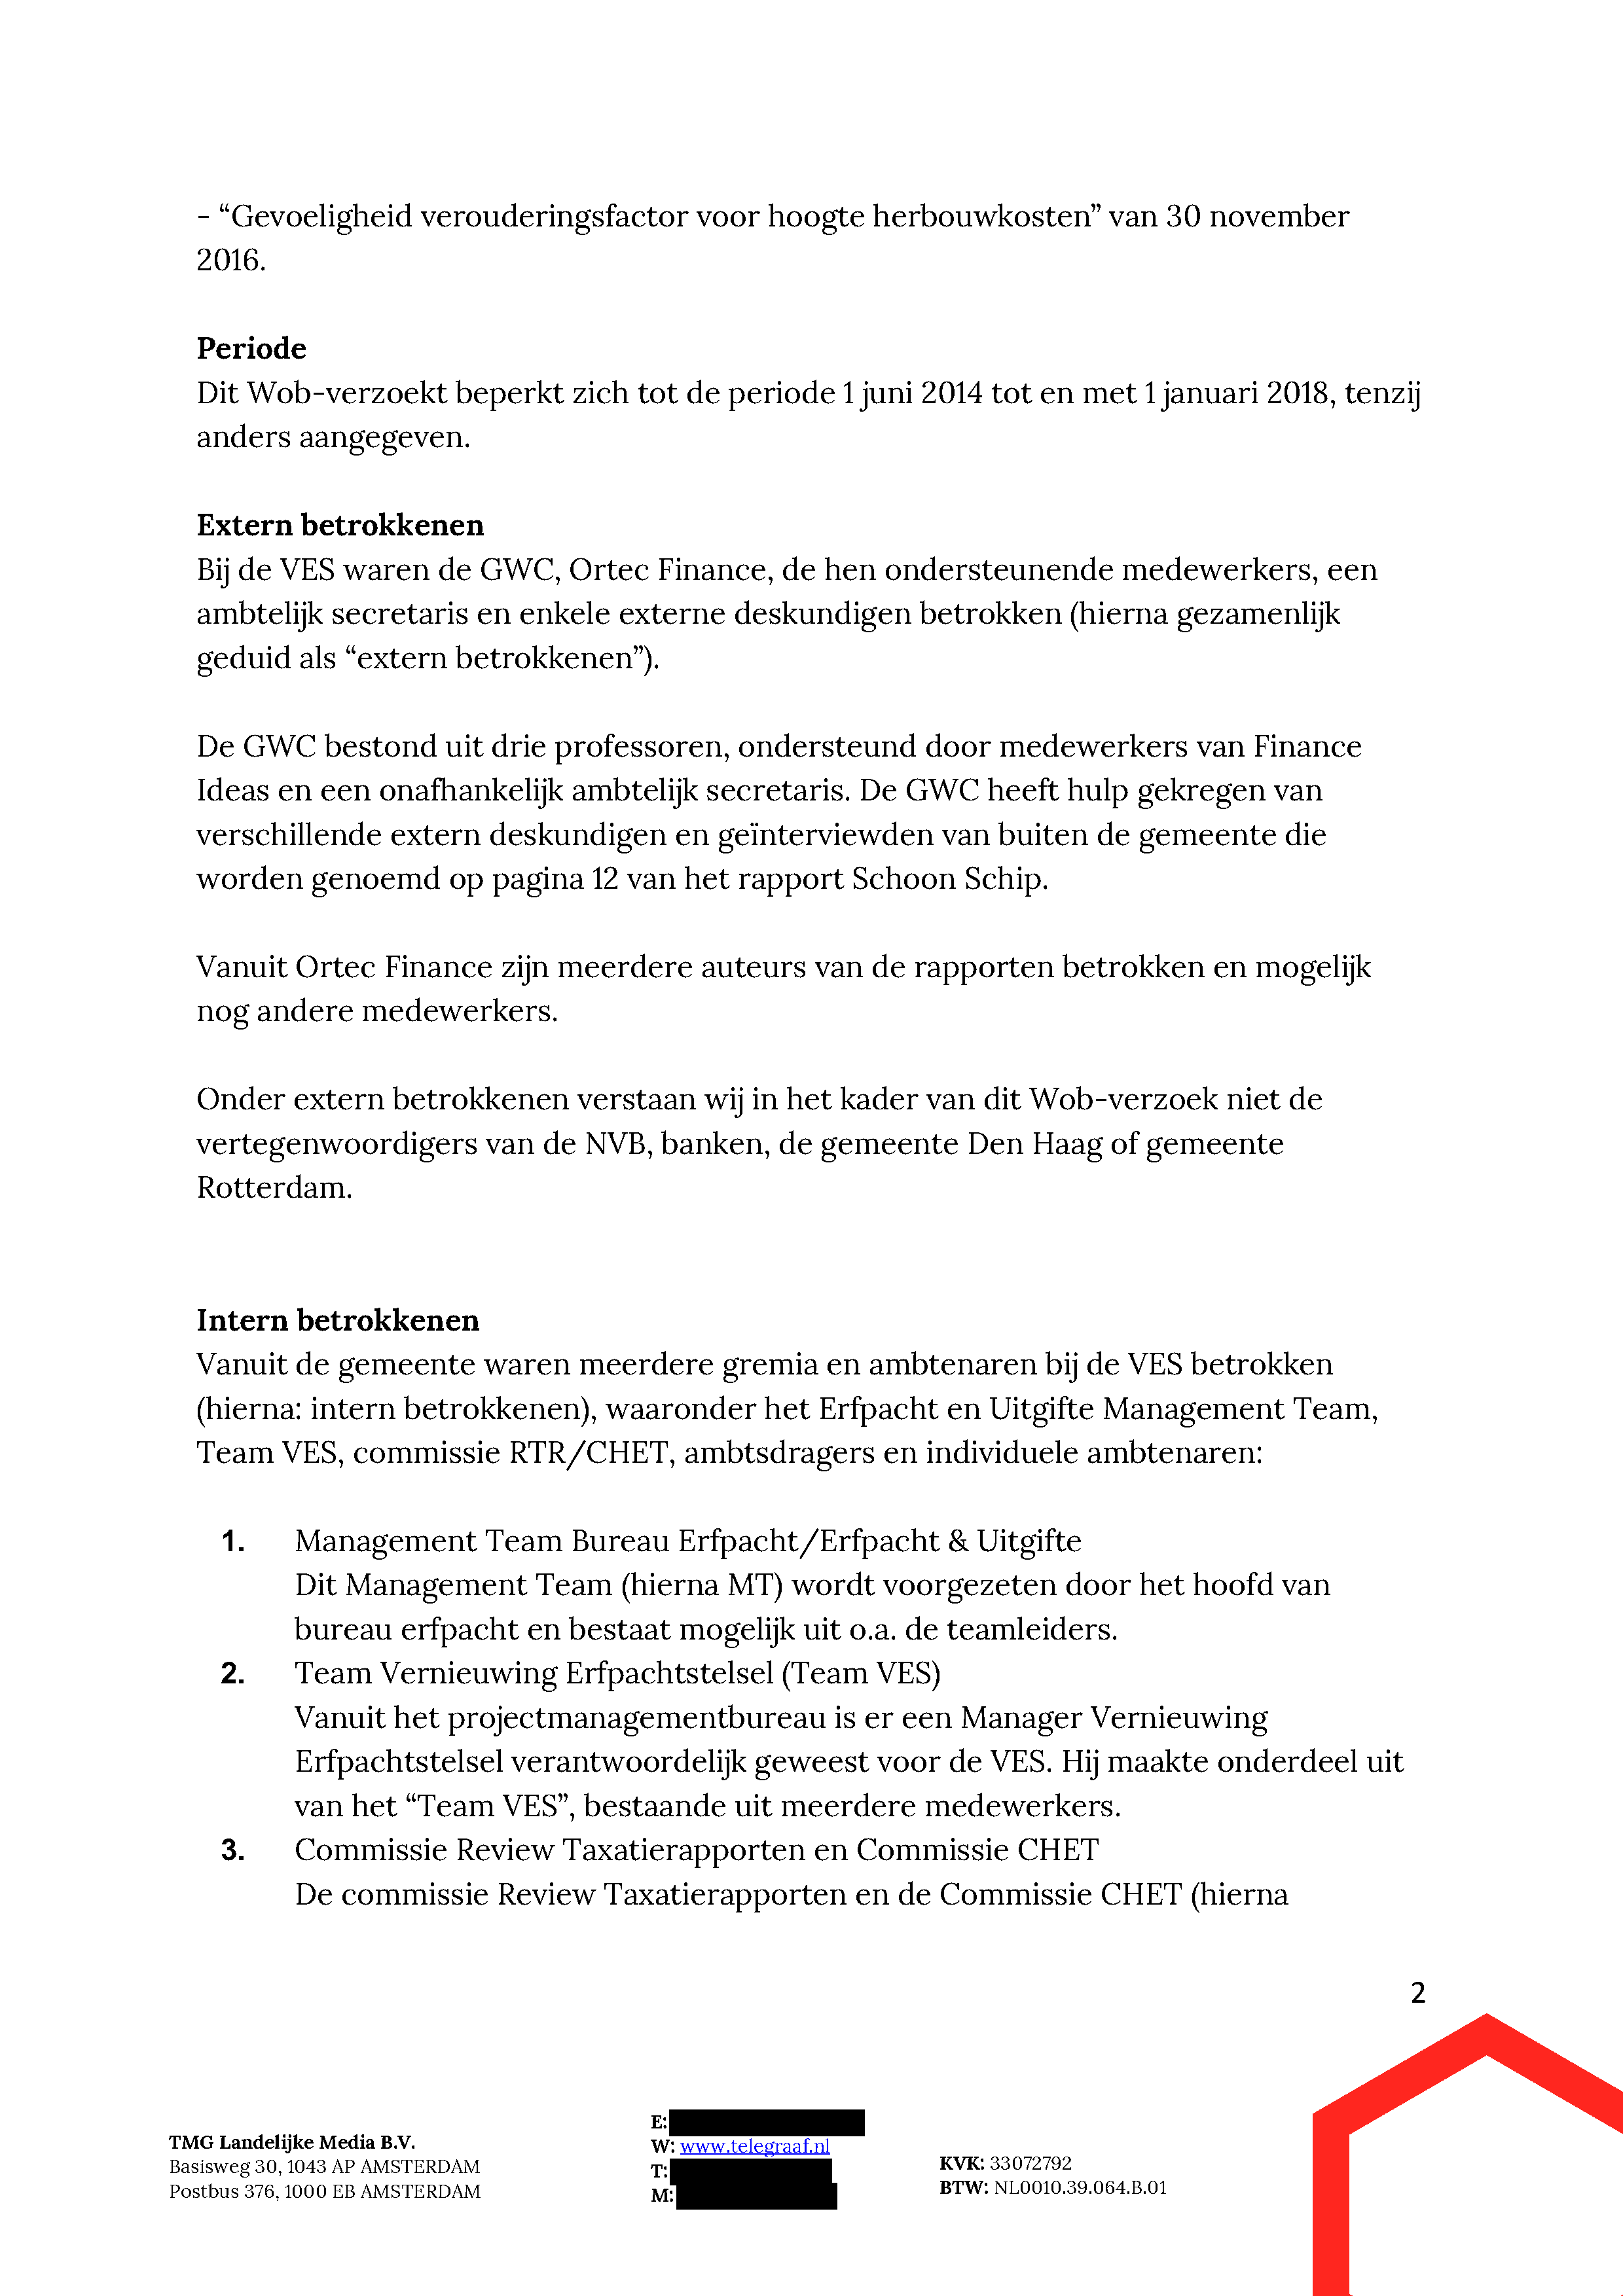 - “Gevoeligheid verouderingsfactor voor hoogte herbouwkosten” van 30 november
2016.
Periode
Dit Wob-verzoekt beperkt zich tot de periode 1 juni 2014 tot en met 1 januari 2018, tenzij
anders aangegeven.
Extern betrokkenen
Bij de VES waren de GWC, Ortec Finance, de hen ondersteunende medewerkers, een
ambtelijk secretaris en enkele externe deskundigen betrokken (hierna gezamenlijk
geduid als “extern betrokkenen”).
De GWC bestond uit drie professoren, ondersteund door medewerkers van Finance
Ideas en een onafhankelijk ambtelijk secretaris. De GWC heeft hulp gekregen van
verschillende extern deskundigen en geïnterviewden van buiten de gemeente die
worden genoemd op pagina 12 van het rapport Schoon Schip.
Vanuit Ortec Finance zijn meerdere auteurs van de rapporten betrokken en mogelijk
nog andere medewerkers.
Onder extern betrokkenen verstaan wij in het kader van dit Wob-verzoek niet de
vertegenwoordigers van de NVB, banken, de gemeente Den Haag of gemeente
Rotterdam.
Intern betrokkenen
Vanuit de gemeente waren meerdere gremia en ambtenaren bij de VES betrokken
(hierna: intern betrokkenen), waaronder het Erfpacht en Uitgifte Management Team,
Team VES, commissie RTR/CHET, ambtsdragers en individuele ambtenaren:
1. Management Team Bureau Erfpacht/Erfpacht & Uitgifte
Dit Management Team (hierna MT) wordt voorgezeten door het hoofd van
bureau erfpacht en bestaat mogelijk uit o.a. de teamleiders.
2. Team Vernieuwing Erfpachtstelsel (Team VES)
Vanuit het projectmanagementbureau is er een Manager Vernieuwing
Erfpachtstelsel verantwoordelijk geweest voor de VES. Hij maakte onderdeel uit
van het “Team VES”, bestaande uit meerdere medewerkers.
3. Commissie Review Taxatierapporten en Commissie CHET
De commissie Review Taxatierapporten en de Commissie CHET (hierna
2
TMG Landelijke Media B.V.
Basisweg 30, 1043 AP AMSTERDAM
Postbus 376, 1000 EB AMSTERDAM
E:
W: www.telegraaf.nl
T:
M:
KVK: 33072792
BTW: NL0010.39.064.B.01